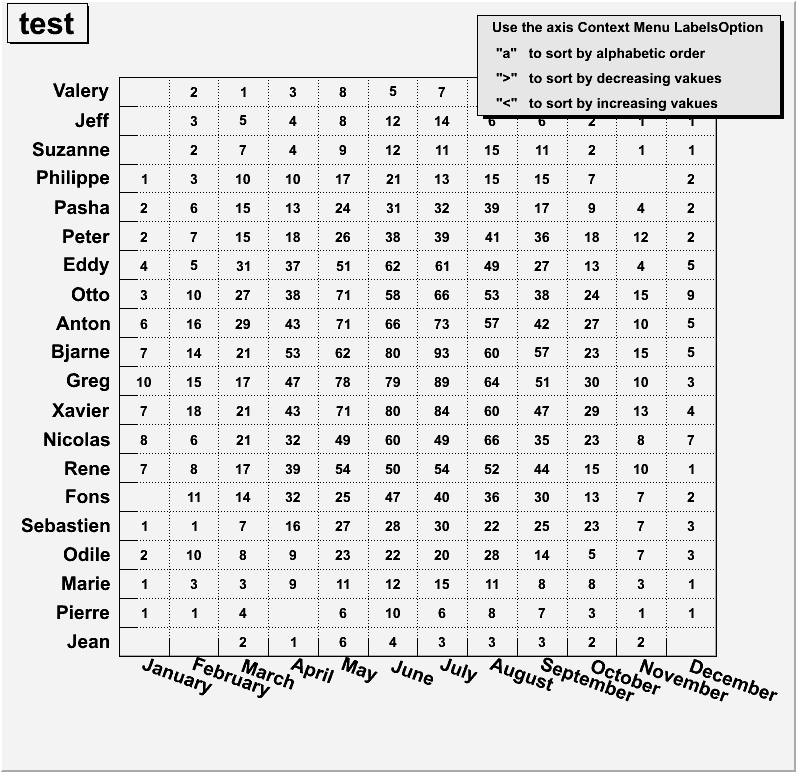 test
Use the axis Context Menu LabelsOption
"a" to sort by alphabetic order
">" to sort by decreasing vakues
"<" to sort by increasing vakues
Valery 2 1 3 8 5 7
Jeff 3 5 4 8 12 14 6 6 2 1 1
Suzanne 2 7 4 9 12 11 15 11 2 1 1
Philippe 1 3 10 10 17 21 13 15 15 7 2
Pasha 2 6 15 13 24 31 32 39 17 9 4 2
Peter 2 7 15 18 26 38 39 41 36 18 12 2
Eddy 4 5 31 37 51 62 61 49 27 13 4 5
Otto 3 10 27 38 71 58 66 53 38 24 15 9
Anton 6 16 29 43 71 66 73 57 42 27 10 5
Bjarne 7 14 21 53 62 80 93 60 57 23 15 5
Greg 10 15 17 47 78 79 89 64 51 30 10 3
Xavier 7 18 21 43 71 80 84 60 47 29 13 4
Nicolas 8 6 21 32 49 60 49 66 35 23 8 7
Rene 7 8 17 39 54 50 54 52 44 15 10 1
Fons 11 14 32 25 47 40 36 30 13 7 2
Sebastien 1 1 7 16 27 28 30 22 25 23 7 3
Odile 2 10 8 9 23 22 20 28 14 5 7 3
Marie 1 3 3 9 11 12 15 11 8 8 3 1
Pierre 1 1 4 6 10 6 8 7 3 1 1
Jean 2 1 6 4 3 3 3 2 2
January February March April May June July August September October November December